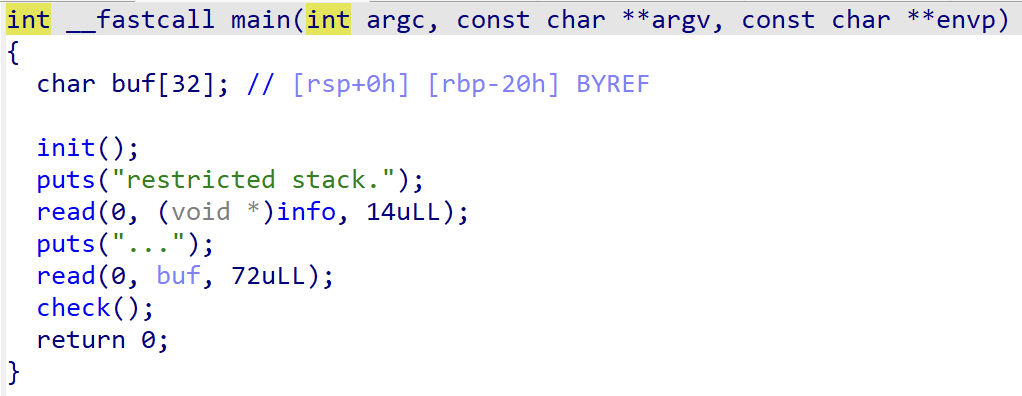 int __fastcall main(int argc, const char **argv, const char **envp)
{
  char buf[32]; // [rsp+0h] [rbp-20h] BYREF

  init();
  puts("restricted stack.");
  read(0, (void *)info, 14uLL);
  puts("...");
  read(0, buf, 72uLL);
  check();
  return 0;
}